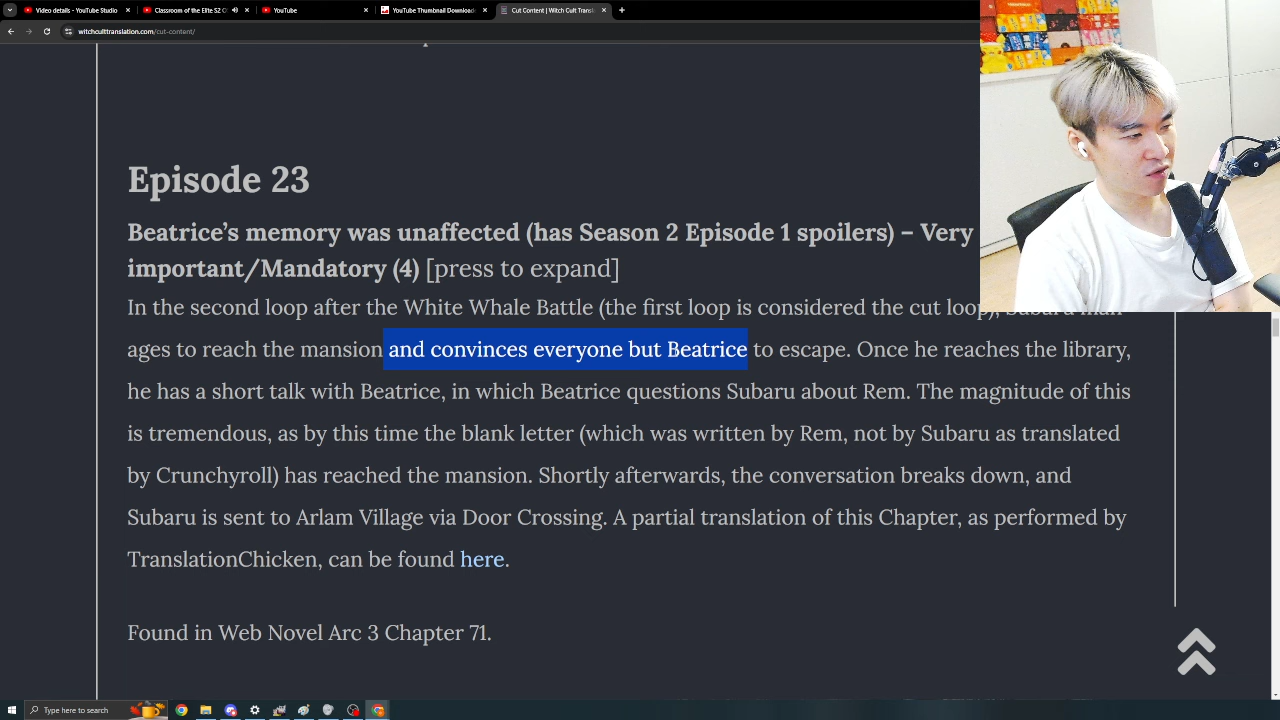 Video details - YouTube Studio
Classroom of the Elite S2 C
YouTube
YouTube Thumbnail Download
Cut Content | Witch Cult Transl
witchculttranslation.com/cut-content/
Episode 23
Beatrice’s memory was unaffected (has Season 2 Episode 1 spoilers) – Very
important/Mandatory (4) [press to expand]
In the second loop after the White Whale Battle (the first loop is considered the cut loop), Subaru man
ages to reach the mansion and convinces everyone but Beatrice to escape. Once he reaches the library,
he has a short talk with Beatrice, in which Beatrice questions Subaru about Rem. The magnitude of this
is tremendous, as by this time the blank letter (which was written by Rem, not by Subaru as translated
by Crunchyroll) has reached the mansion. Shortly afterwards, the conversation breaks down, and
Subaru is sent to Arlam Village via Door Crossing. A partial translation of this Chapter, as performed by
TranslationChicken, can be found here.
Found in Web Novel Arc 3 Chapter 71.
Type here to search